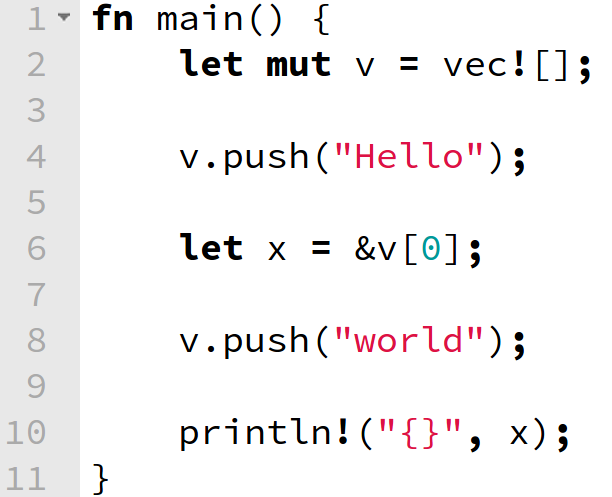 1 fn main() {
2     let mut v = vec![];
3
4     v.push("Hello");
5
6     let x = &v[0];
7
8     v.push("world");
9
10     println!("{}", x);
11 }